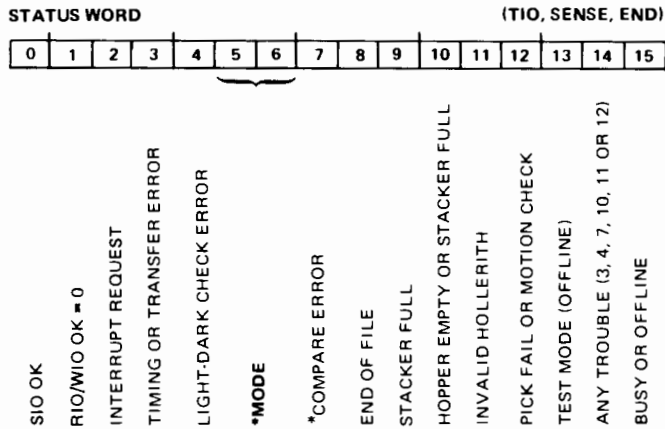 STATUS WORD (TIO, SENSE, END)
0 1 2 3 4 5 6 7 8 9 10 11 12 13 14 15
SIO OK
RIO/WIO OK = 0
INTERRUPT REQUEST
TIMING OR TRANSFER ERROR
LIGHT-DARK CHECK ERROR
*MODE
*COMPARE ERROR
END OF FILE
STACKER FULL
HOPPER EMPTY OR STACKER FULL
INVALID HOLLERITH
PICK FAIL OR MOTION CHECK
TEST MODE (OFFLINE)
ANY TROUBLE (3, 4, 7, 10, 11 OR 12)
BUSY OR OFFLINE